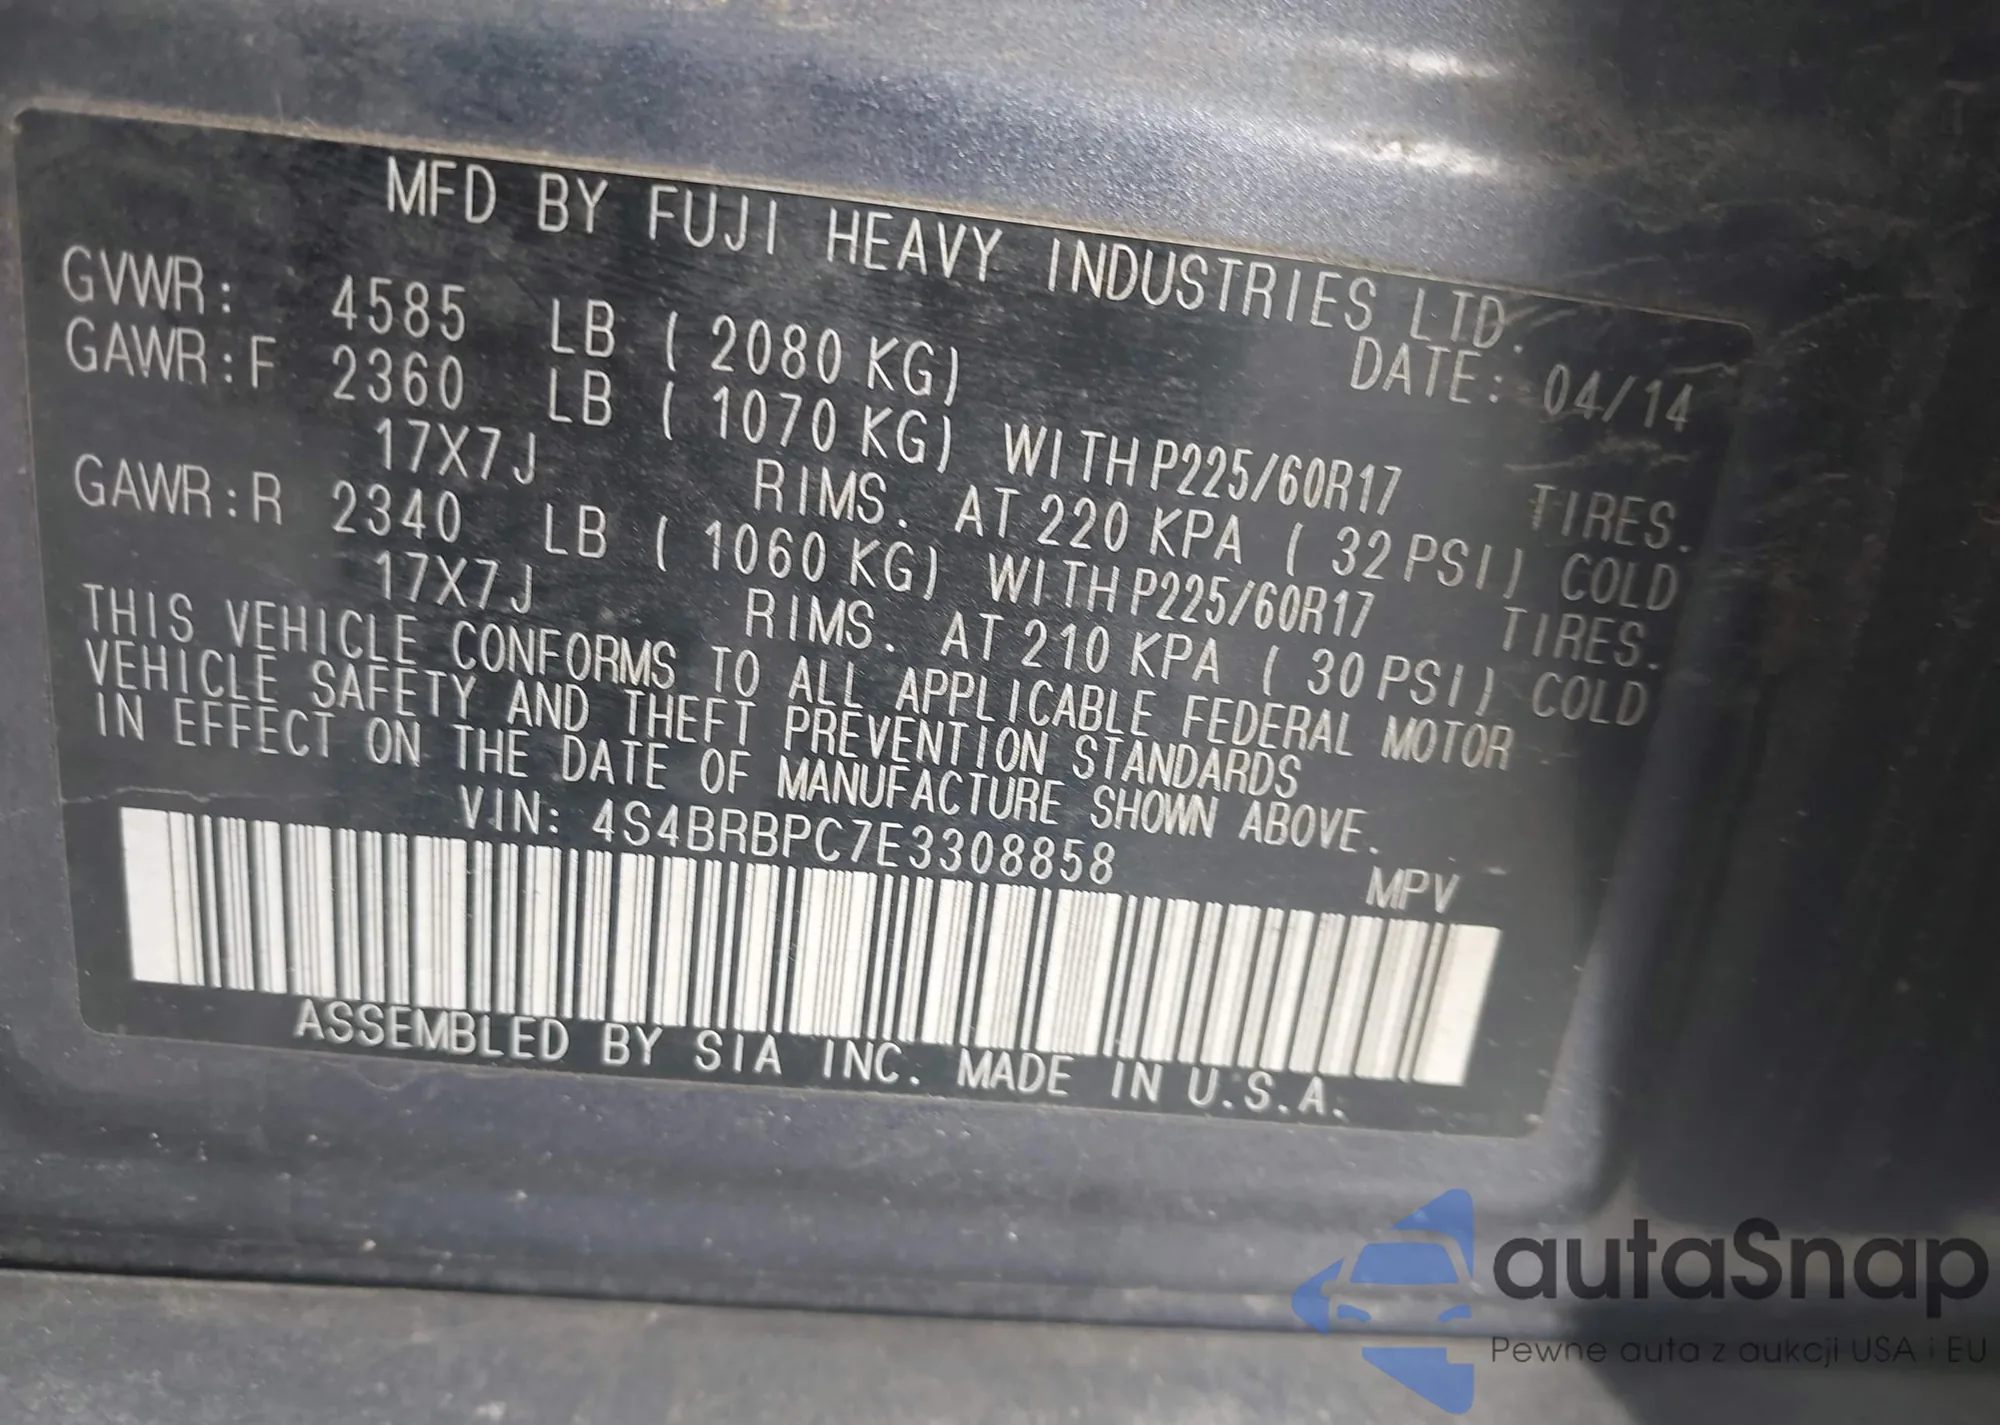 MFD BY FUJI HEAVY INDUSTRIES LTD.
DATE: 04/14
GVWR: 4585 LB ( 2080 KG)
GAWR:F 2360 LB ( 1070 KG) WITH P225/60R17 TIRES.
17X7J RIMS. AT 220 KPA ( 32 PSI) COLD
GAWR:R 2340 LB ( 1060 KG) WITH P225/60R17 TIRES.
17X7J RIMS. AT 210 KPA ( 30 PSI) COLD
THIS VEHICLE CONFORMS TO ALL APPLICABLE FEDERAL MOTOR
VEHICLE SAFETY AND THEFT PREVENTION STANDARDS
IN EFFECT ON THE DATE OF MANUFACTURE SHOWN ABOVE.
VIN: 4S4BRBPC7E3308858
MPV
ASSEMBLED BY SIA INC. MADE IN U.S.A.
autaSnap
Pewne auta z aukcji USA i EU